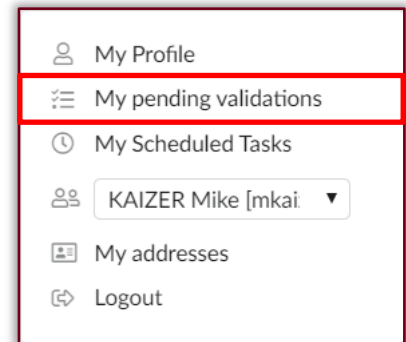 My Profile
My pending validations
My Scheduled Tasks
KAIZER Mike [mkai
My addresses
Logout